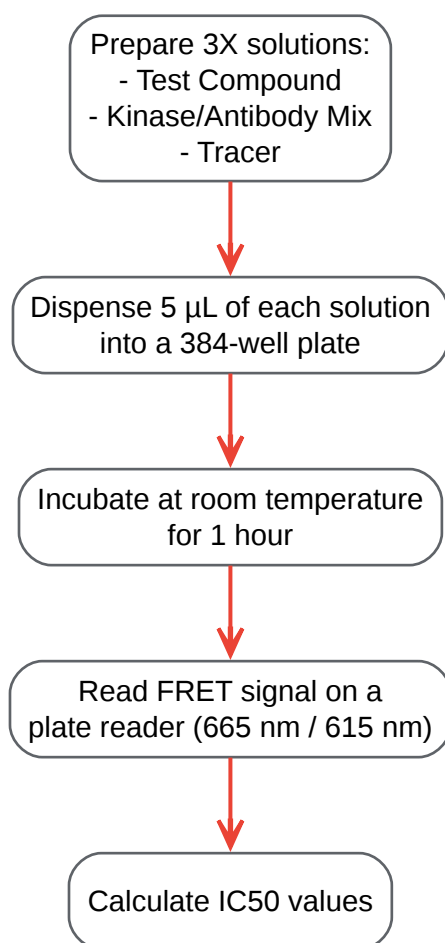 Prepare 3X solutions:
- Test Compound
- Kinase/Antibody Mix
- Tracer
Dispense 5 µL of each solution
into a 384-well plate
Incubate at room temperature
for 1 hour
Read FRET signal on a
plate reader (665 nm / 615 nm)
Calculate IC50 values